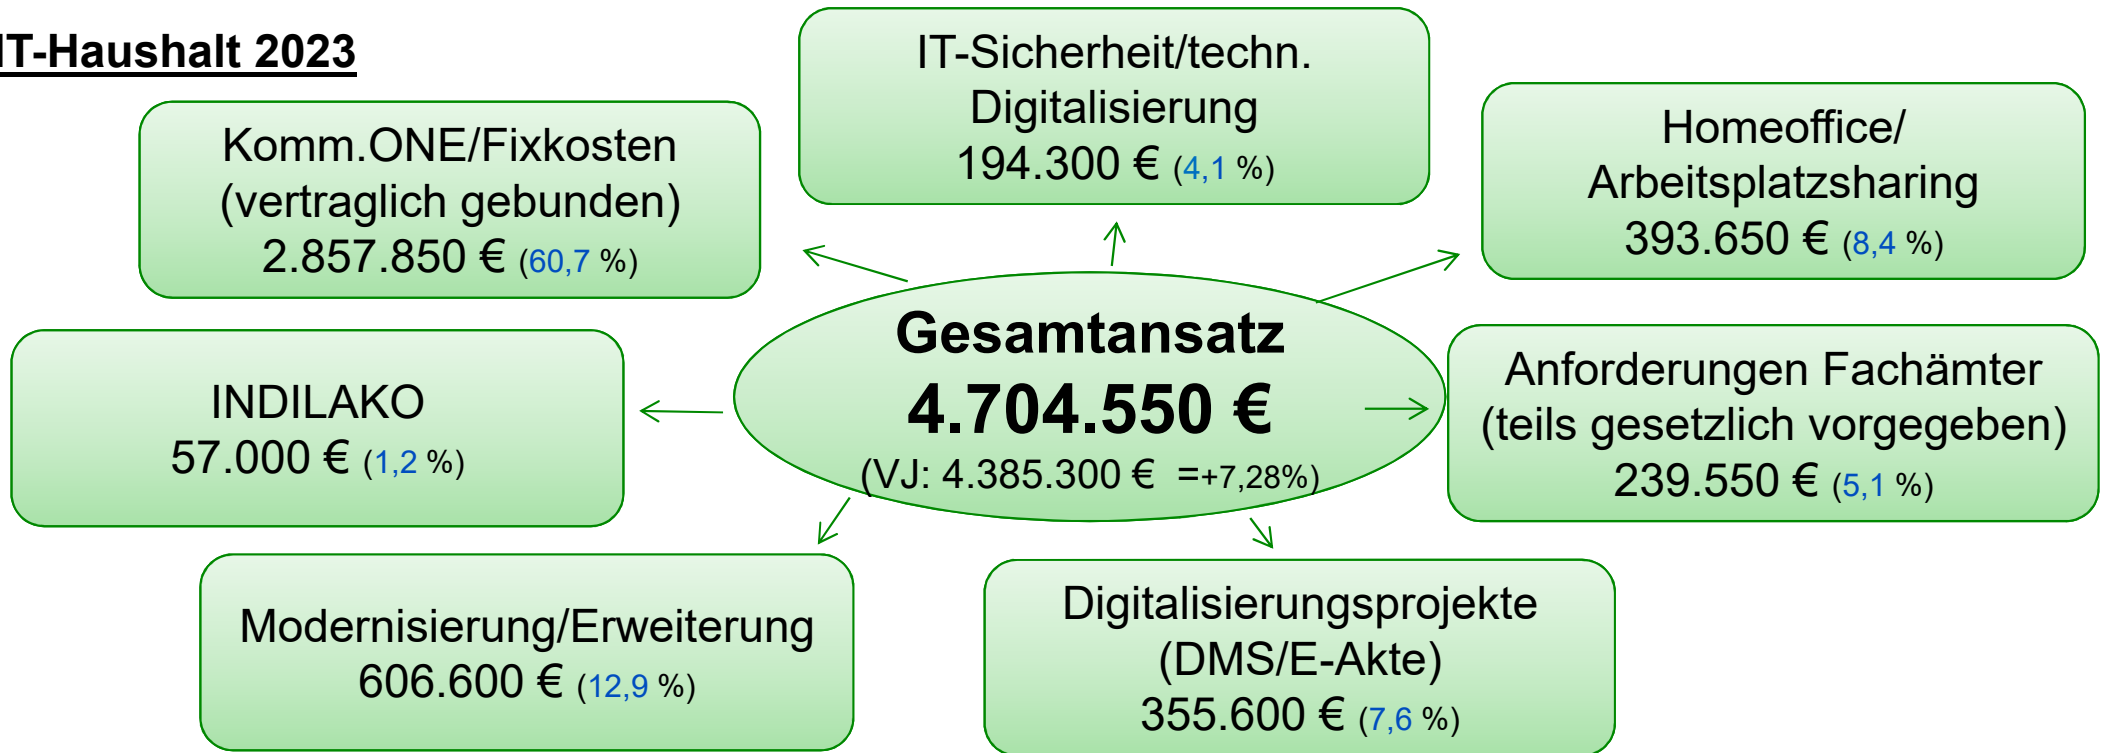 IT-Haushalt 2023
IT-Sicherheit/techn.
Digitalisierung
194.300 € (4,1 %)
Komm.ONE/Fixkosten
(vertraglich gebunden)
2.857.850 € (60,7 %)
Homeoffice/
Arbeitsplatzsharing
393.650 € (8,4 %)
Gesamtansatz
4.704.550 €
(VJ: 4.385.300 € =+7,28%)
INDILAKO
57.000 € (1,2 %)
Anforderungen Fachämter
(teils gesetzlich vorgegeben)
239.550 € (5,1 %)
Modernisierung/Erweiterung
606.600 € (12,9 %)
Digitalisierungsprojekte
(DMS/E-Akte)
355.600 € (7,6 %)